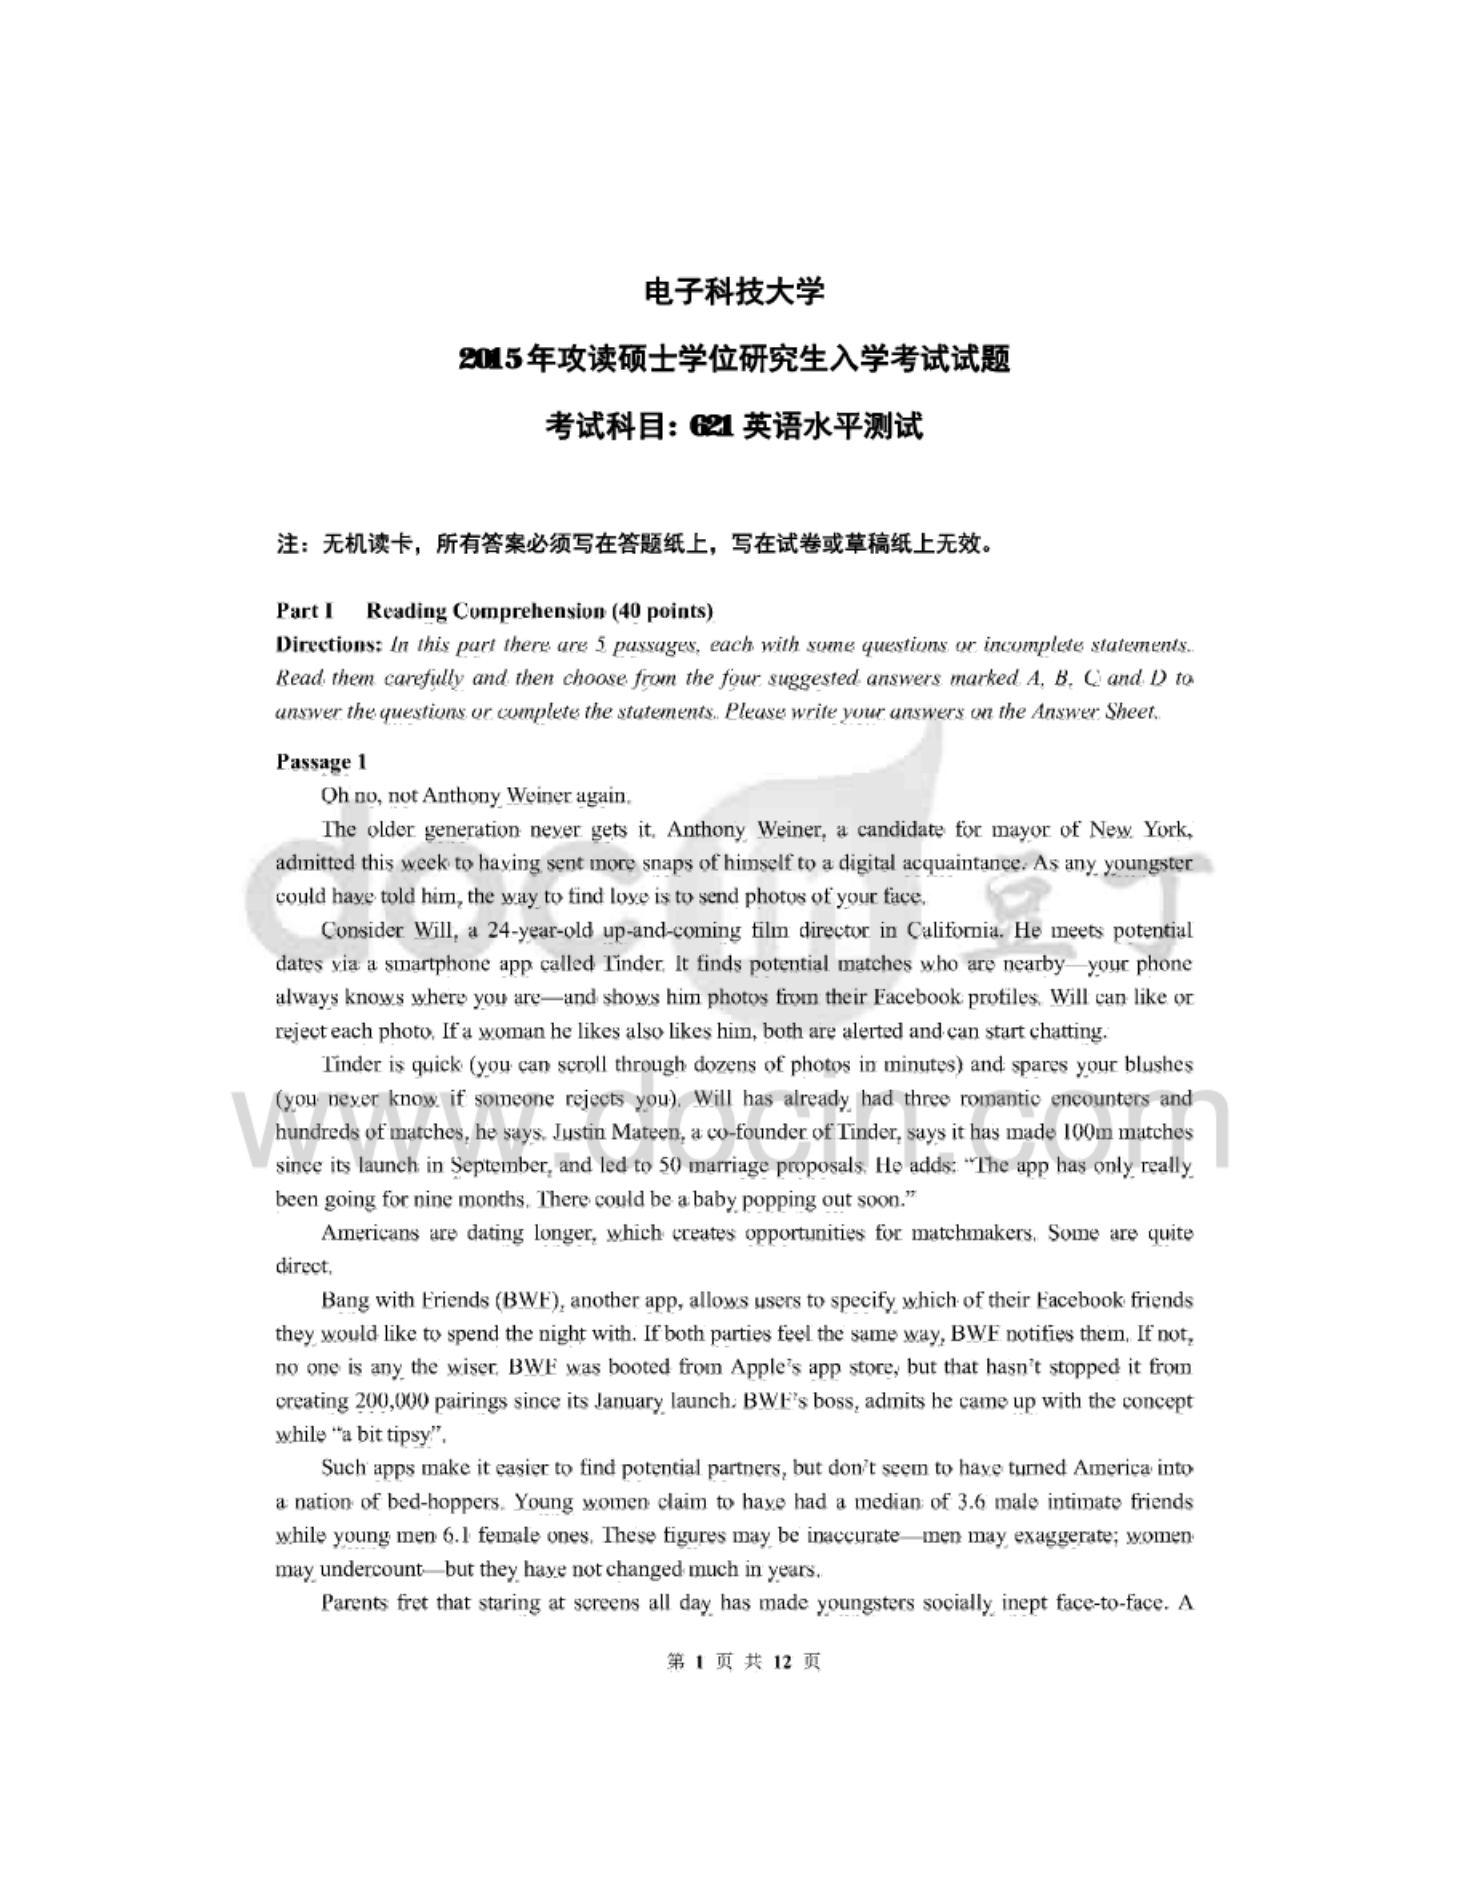 电子科技大学
2015年攻读硕士学位研究生入学考试试题
考试科目：621 英语水平测试
注：无机读卡，所有答案必须写在答题纸上，写在试卷或草稿纸上无效。
Part I Reading Comprehension (40 points)
Directions: In this part there are 5 passages, each with some questions or incomplete statements.
Read them carefully and then choose from the four suggested answers marked A, B, C and D to
answer the questions or complete the statements. Please write your answers on the Answer Sheet.
Passage 1
Oh no, not Anthony Weiner again.
The older generation never gets it. Anthony Weiner, a candidate for mayor of New York,
admitted this week to having sent more snaps of himself to a digital acquaintance. As any youngster
could have told him, the way to find love is to send photos of your face.
Consider Will, a 24-year-old up-and-coming film director in California. He meets potential
dates via a smartphone app called Tinder. It finds potential matches who are nearby—your phone
always knows where you are—and shows him photos from their Facebook profiles. Will can like or
reject each photo. If a woman he likes also likes him, both are alerted and can start chatting.
Tinder is quick (you can scroll through dozens of photos in minutes) and spares your blushes
(you never know if someone rejects you). Will has already had three romantic encounters and
hundreds of matches, he says. Justin Mateen, a co-founder of Tinder, says it has made 100m matches
since its launch in September, and led to 50 marriage proposals. He adds: “The app has only really
been going for nine months. There could be a baby popping out soon.”
Americans are dating longer, which creates opportunities for matchmakers. Some are quite
direct.
Bang with Friends (BWF), another app, allows users to specify which of their Facebook friends
they would like to spend the night with. If both parties feel the same way, BWF notifies them. If not,
no one is any the wiser. BWF was booted from Apple’s app store, but that hasn’t stopped it from
creating 200,000 pairings since its January launch. BWF’s boss, admits he came up with the concept
while “a bit tipsy”.
Such apps make it easier to find potential partners, but don’t seem to have turned America into
a nation of bed-hoppers. Young women claim to have had a median of 3.6 male intimate friends
while young men 6.1 female ones. These figures may be inaccurate—men may exaggerate; women
may undercount—but they have not changed much in years.
Parents fret that staring at screens all day has made youngsters socially inept face-to-face. A
第 1 页 共 12 页
docin 豆丁
www.docin.com